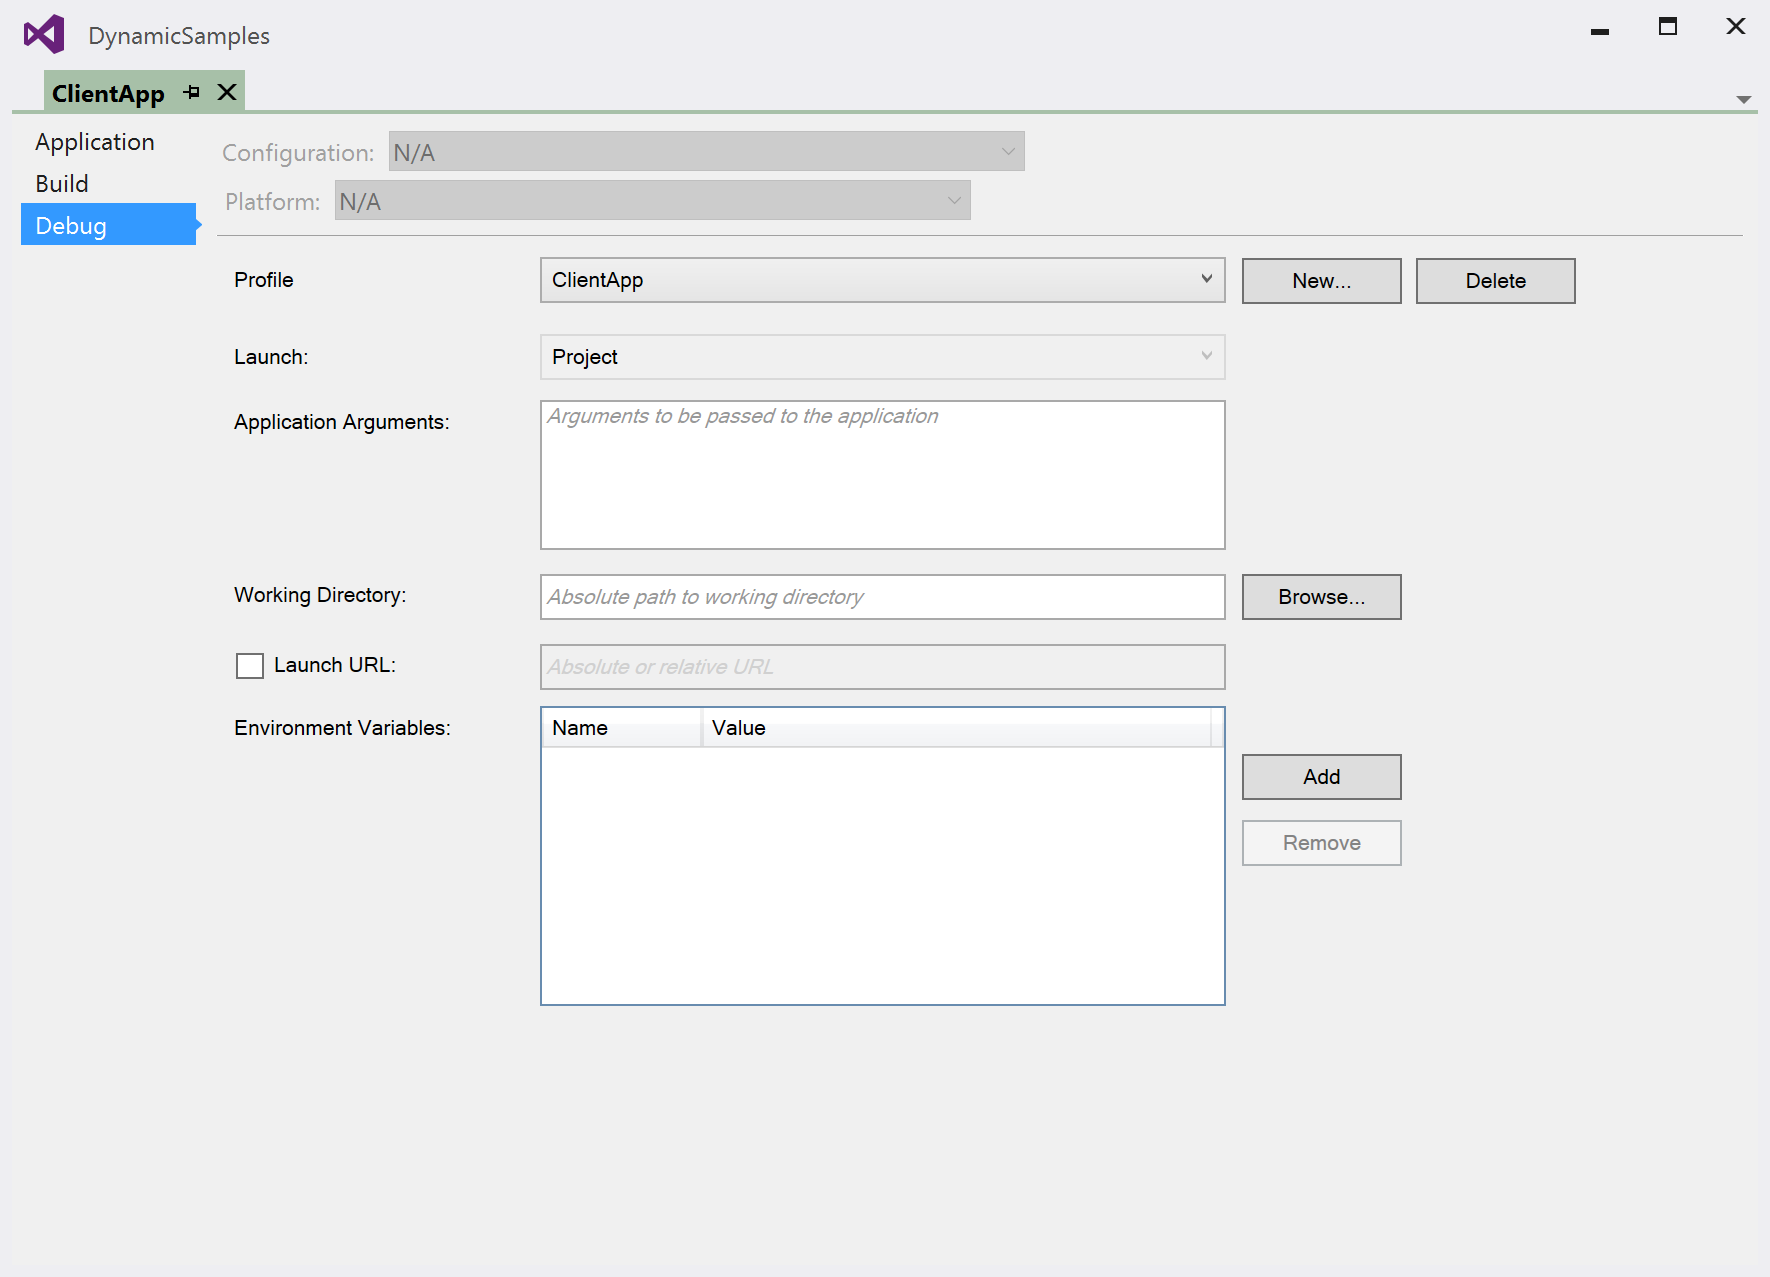 DynamicSamples
ClientApp
Application
Build
Debug
Configuration: N/A
Platform: N/A
Profile ClientApp New... Delete
Launch: Project
Application Arguments: Arguments to be passed to the application
Working Directory: Absolute path to working directory Browse...
Launch URL: Absolute or relative URL
Environment Variables: Name Value
Add
Remove